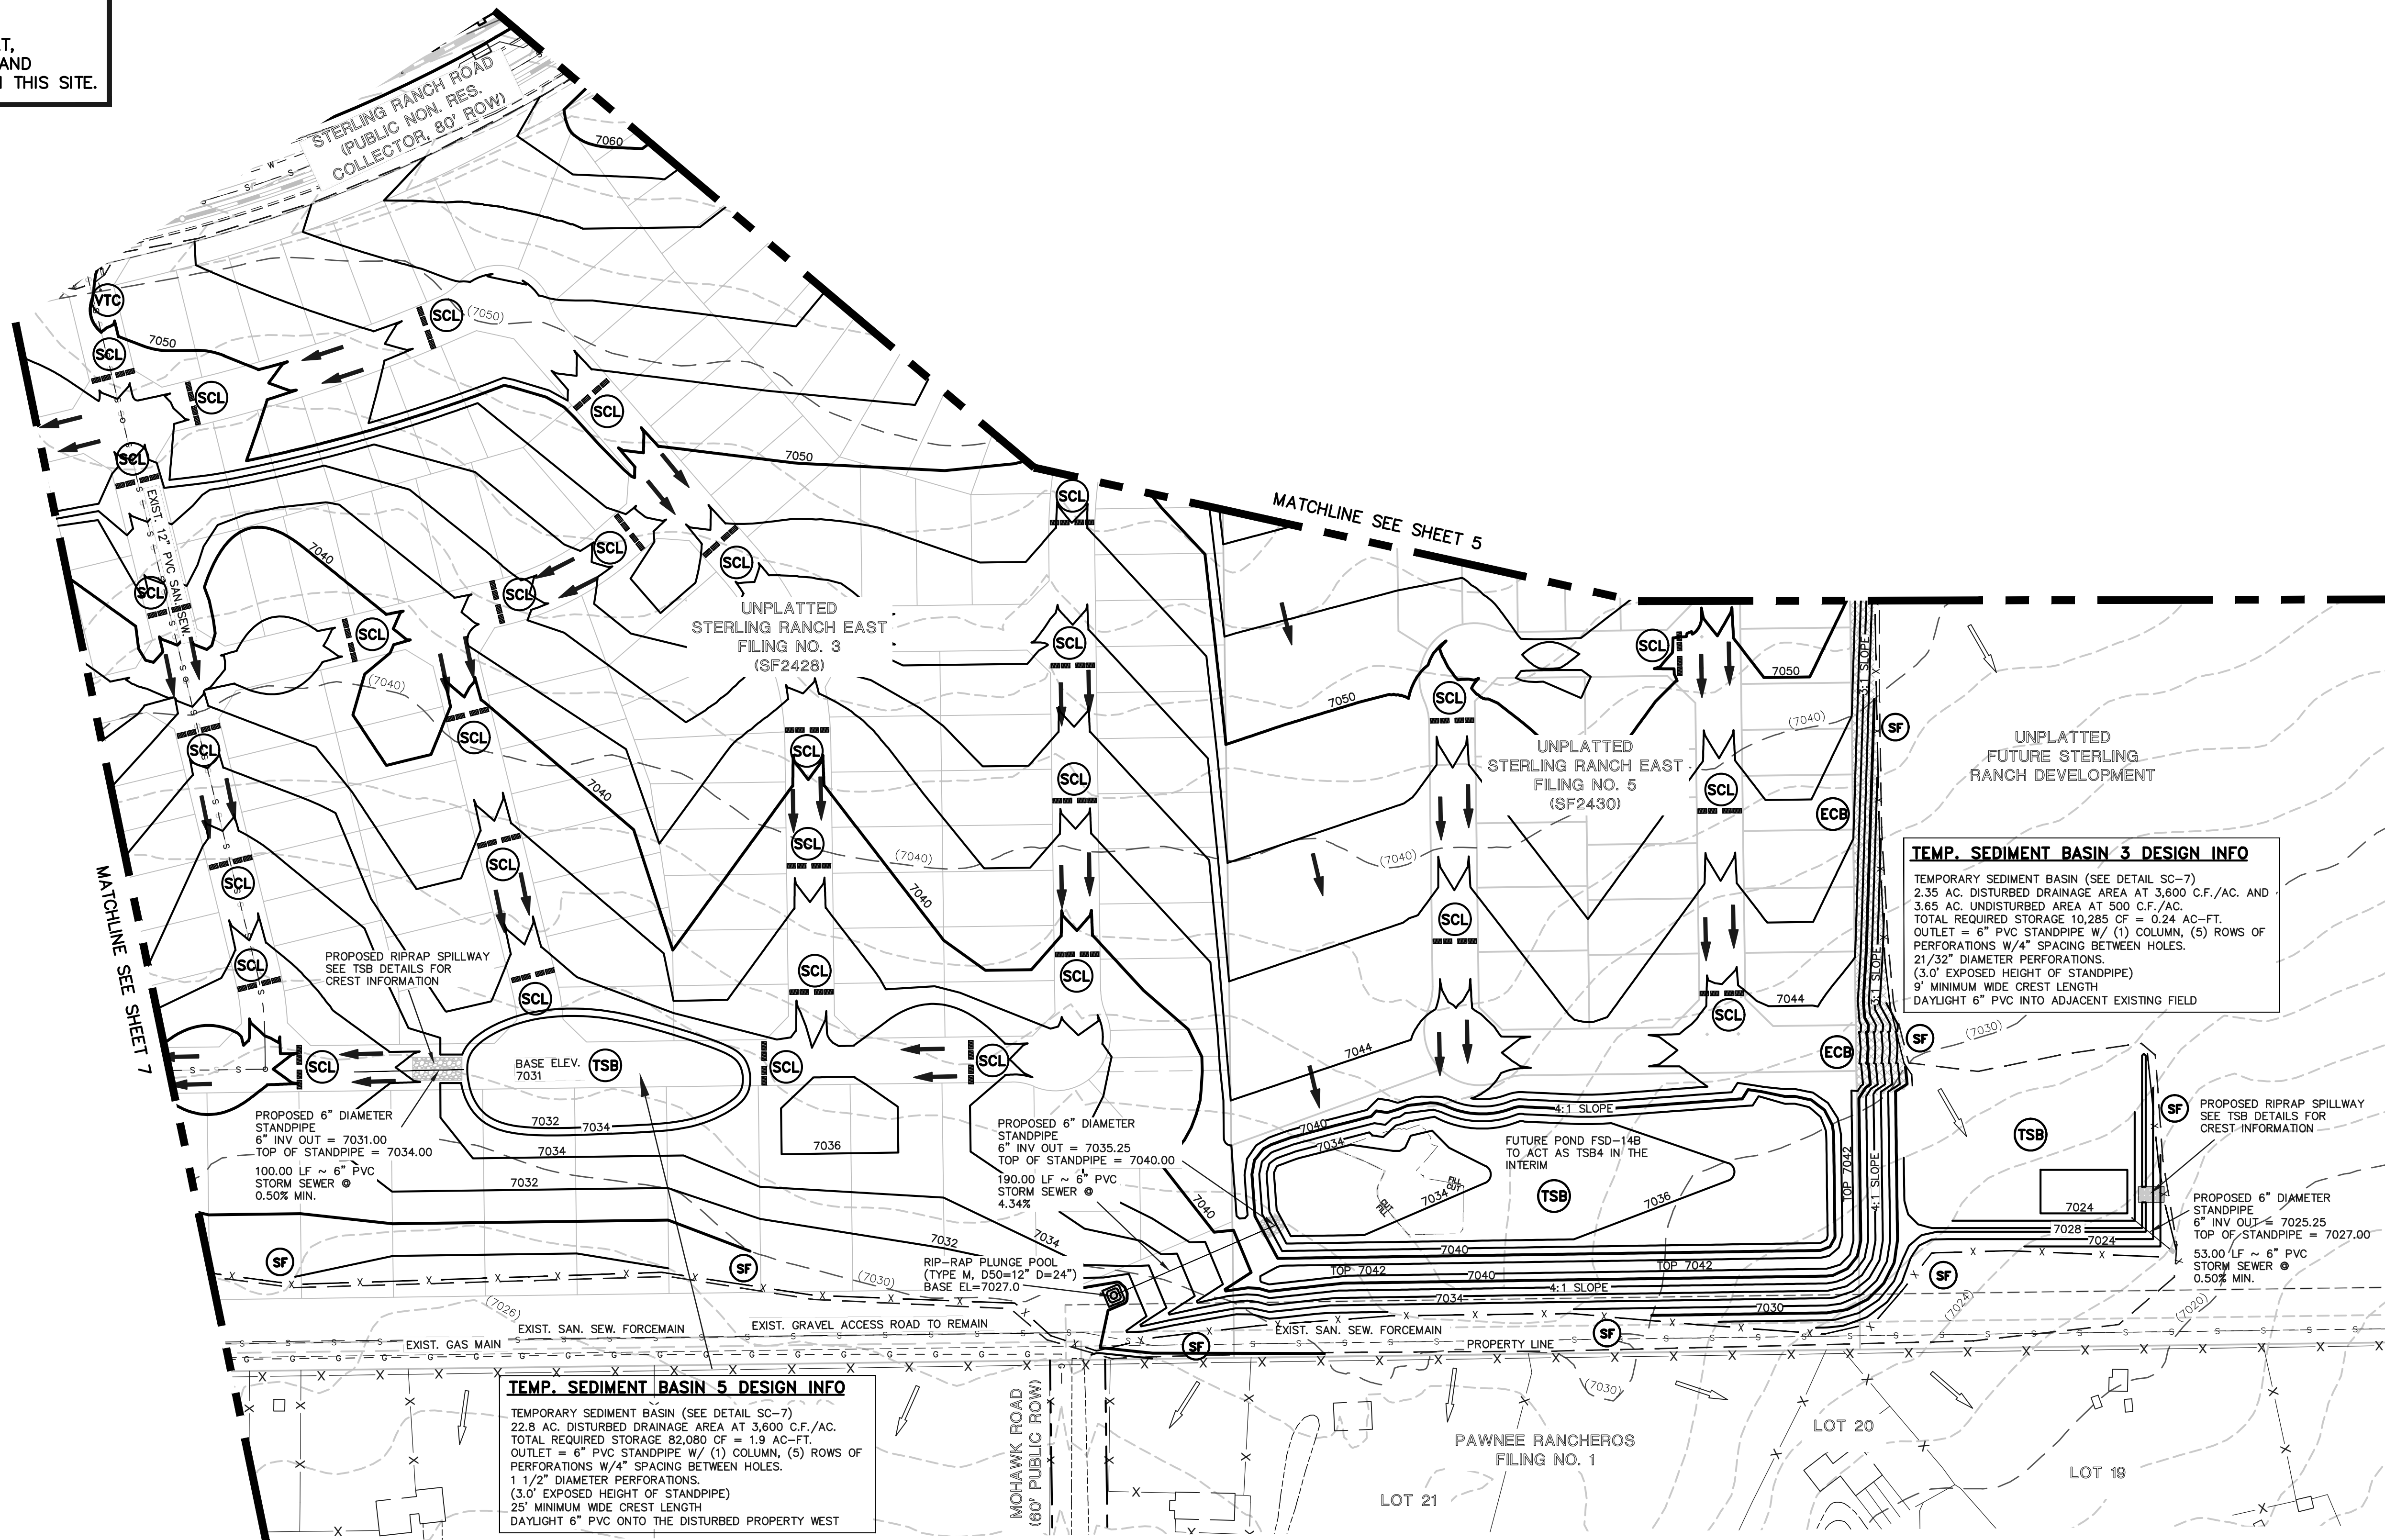 T,
AND
THIS SITE.
STERLING RANCH ROAD
(PUBLIC NON. RES.
COLLECTOR, 80' ROW)
W
S
S
7060
VTC
SCL
7050
SCL
(7050)
SCL
SCL
SCL
7050
SCL
EXIST. 12" PVC SAN. SEW.
7040
SCL
SCL
SCL
SCL
SCL
SCL
(7040)
UNPLATTED
STERLING RANCH EAST
FILING NO. 3
(SF2428)
SCL
MATCHLINE SEE SHEET 5
SCL
7050
7050
3:1 SLOPE
SCL
(7040)
SF
UNPLATTED
STERLING RANCH EAST
FILING NO. 5
(SF2430)
UNPLATTED
FUTURE STERLING
RANCH DEVELOPMENT
SCL
SCL
SCL
SCL
SCL
7040
ECB
SCL
SCL
SCL
(7040)
(7040)
7040
SCL
SCL
TEMP. SEDIMENT BASIN 3 DESIGN INFO
TEMPORARY SEDIMENT BASIN (SEE DETAIL SC-7)
2.35 AC. DISTURBED DRAINAGE AREA AT 3,600 C.F./AC. AND
3.65 AC. UNDISTURBED AREA AT 500 C.F./AC.
TOTAL REQUIRED STORAGE 10,285 CF = 0.24 AC-FT.
OUTLET = 6" PVC STANDPIPE W/ (1) COLUMN, (5) ROWS OF
PERFORATIONS W/4" SPACING BETWEEN HOLES.
21/32" DIAMETER PERFORATIONS.
(3.0' EXPOSED HEIGHT OF STANDPIPE)
9' MINIMUM WIDE CREST LENGTH
DAYLIGHT 6" PVC INTO ADJACENT EXISTING FIELD
MATCHLINE SEE SHEET 7
PROPOSED RIPRAP SPILLWAY
SEE TSB DETAILS FOR
CREST INFORMATION
SCL
SCL
SCL
SCL
3:1 SLOPE
7044
SCL
7044
ECB
SF
(7030)
SCL
BASE ELEV.
7031
TSB
SCL
SCL
PROPOSED 6" DIAMETER
STANDPIPE
6" INV OUT = 7031.00
TOP OF STANDPIPE = 7034.00
100.00 LF ~ 6" PVC
STORM SEWER @
0.50% MIN.
7032
7034
7034
7032
7036
PROPOSED 6" DIAMETER
STANDPIPE
6" INV OUT = 7035.25
TOP OF STANDPIPE = 7040.00
190.00 LF ~ 6" PVC
STORM SEWER @
4.34%
7040
7034
4:1 SLOPE
FUTURE POND FSD-14B
TO ACT AS TSB4 IN THE
INTERIM
TSB
7034
7036
FILL
CUT
CUT
FILL
TOP 7042
4:1 SLOPE
TSB
SF
PROPOSED RIPRAP SPILLWAY
SEE TSB DETAILS FOR
CREST INFORMATION
7024
7028
7024
PROPOSED 6" DIAMETER
STANDPIPE
6" INV OUT = 7025.25
TOP OF STANDPIPE = 7027.00
53.00 LF ~ 6" PVC
STORM SEWER @
0.50% MIN.
7040
7032
7034
7040
TOP 7042
7040
TOP 7042
4:1 SLOPE
7034
7030
SF
SF
SF
RIP-RAP PLUNGE POOL
(TYPE M, D50=12" D=24")
BASE EL=7027.0
(7030)
(7026)
(7024)
(7020)
EXIST. SAN. SEW. FORCEMAIN
EXIST. GRAVEL ACCESS ROAD TO REMAIN
EXIST. GAS MAIN
EXIST. SAN. SEW. FORCEMAIN
SF
SF
PROPERTY LINE
TEMP. SEDIMENT BASIN 5 DESIGN INFO
TEMPORARY SEDIMENT BASIN (SEE DETAIL SC-7)
22.8 AC. DISTURBED DRAINAGE AREA AT 3,600 C.F./AC.
TOTAL REQUIRED STORAGE 82,080 CF = 1.9 AC-FT.
OUTLET = 6" PVC STANDPIPE W/ (1) COLUMN, (5) ROWS OF
PERFORATIONS W/4" SPACING BETWEEN HOLES.
1 1/2" DIAMETER PERFORATIONS.
(3.0' EXPOSED HEIGHT OF STANDPIPE)
25' MINIMUM WIDE CREST LENGTH
DAYLIGHT 6" PVC ONTO THE DISTURBED PROPERTY WEST
MOHAWK ROAD
(60' PUBLIC ROW)
(7030)
PAWNEE RANCHEROS
FILING NO. 1
LOT 21
LOT 20
LOT 19